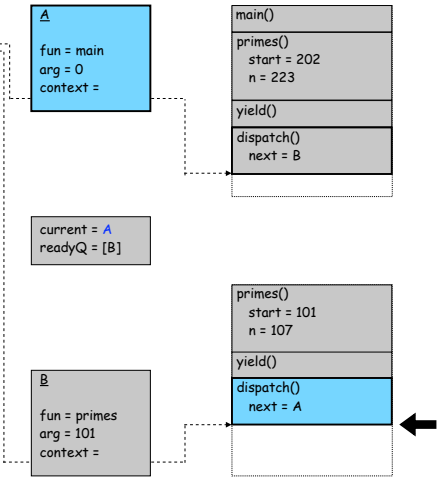 A
fun = main
arg = 0
context =
main()
primes()
start = 202
n = 223
yield()
dispatch()
next = B
current = A
readyQ = [B]
primes()
start = 101
n = 107
yield()
dispatch()
next = A
B
fun = primes
arg = 101
context =